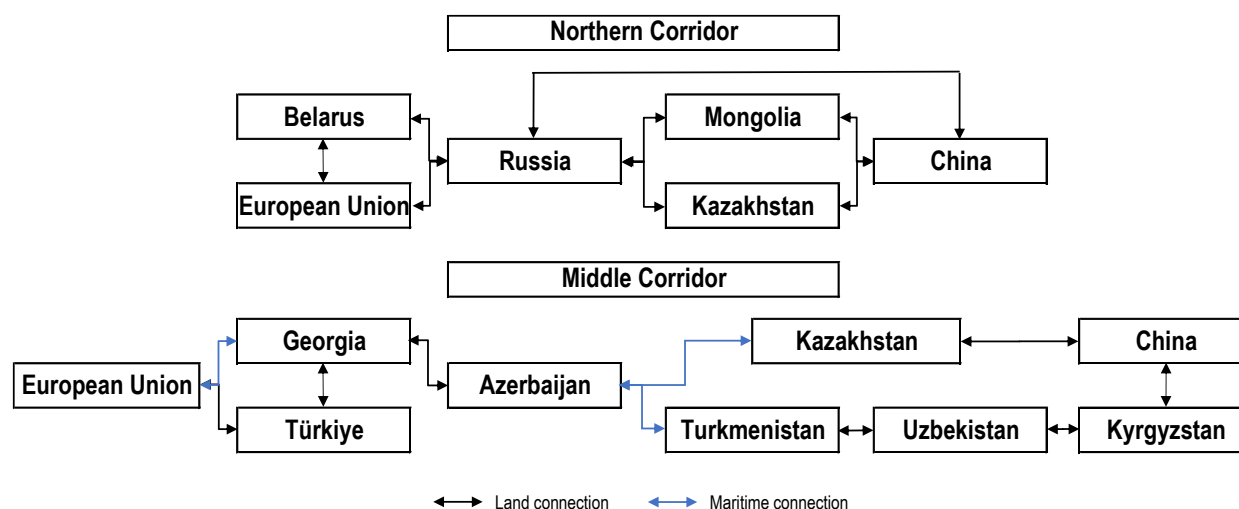 Northern Corridor
Belarus
Mongolia
Russia
China
European Union
Kazakhstan
Middle Corridor
Georgia
Kazakhstan
China
European Union
Azerbaijan
Türkiye
Turkmenistan
Uzbekistan
Kyrgyzstan
Land connection
Maritime connection